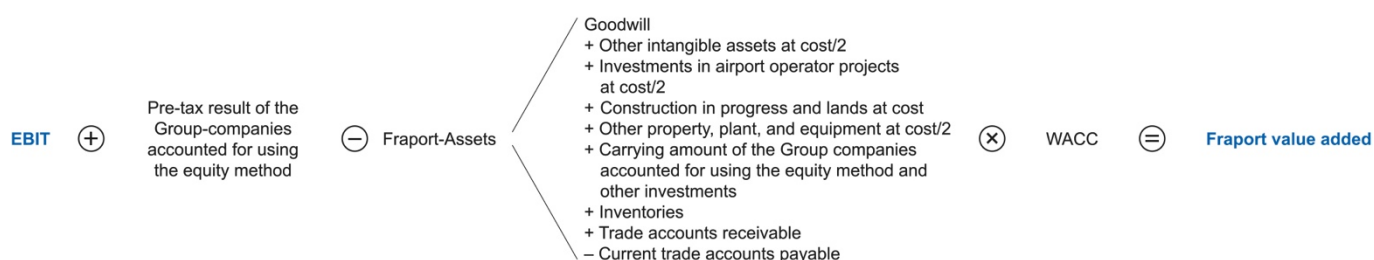 EBIT
+
Pre-tax result of the
Group-companies
accounted for using
the equity method
−
Fraport-Assets
Goodwill
+ Other intangible assets at cost/2
+ Investments in airport operator projects
at cost/2
+ Construction in progress and lands at cost
+ Other property, plant, and equipment at cost/2
+ Carrying amount of the Group companies
accounted for using the equity method and
other investments
+ Inventories
+ Trade accounts receivable
– Current trade accounts payable
×
WACC
=
Fraport value added